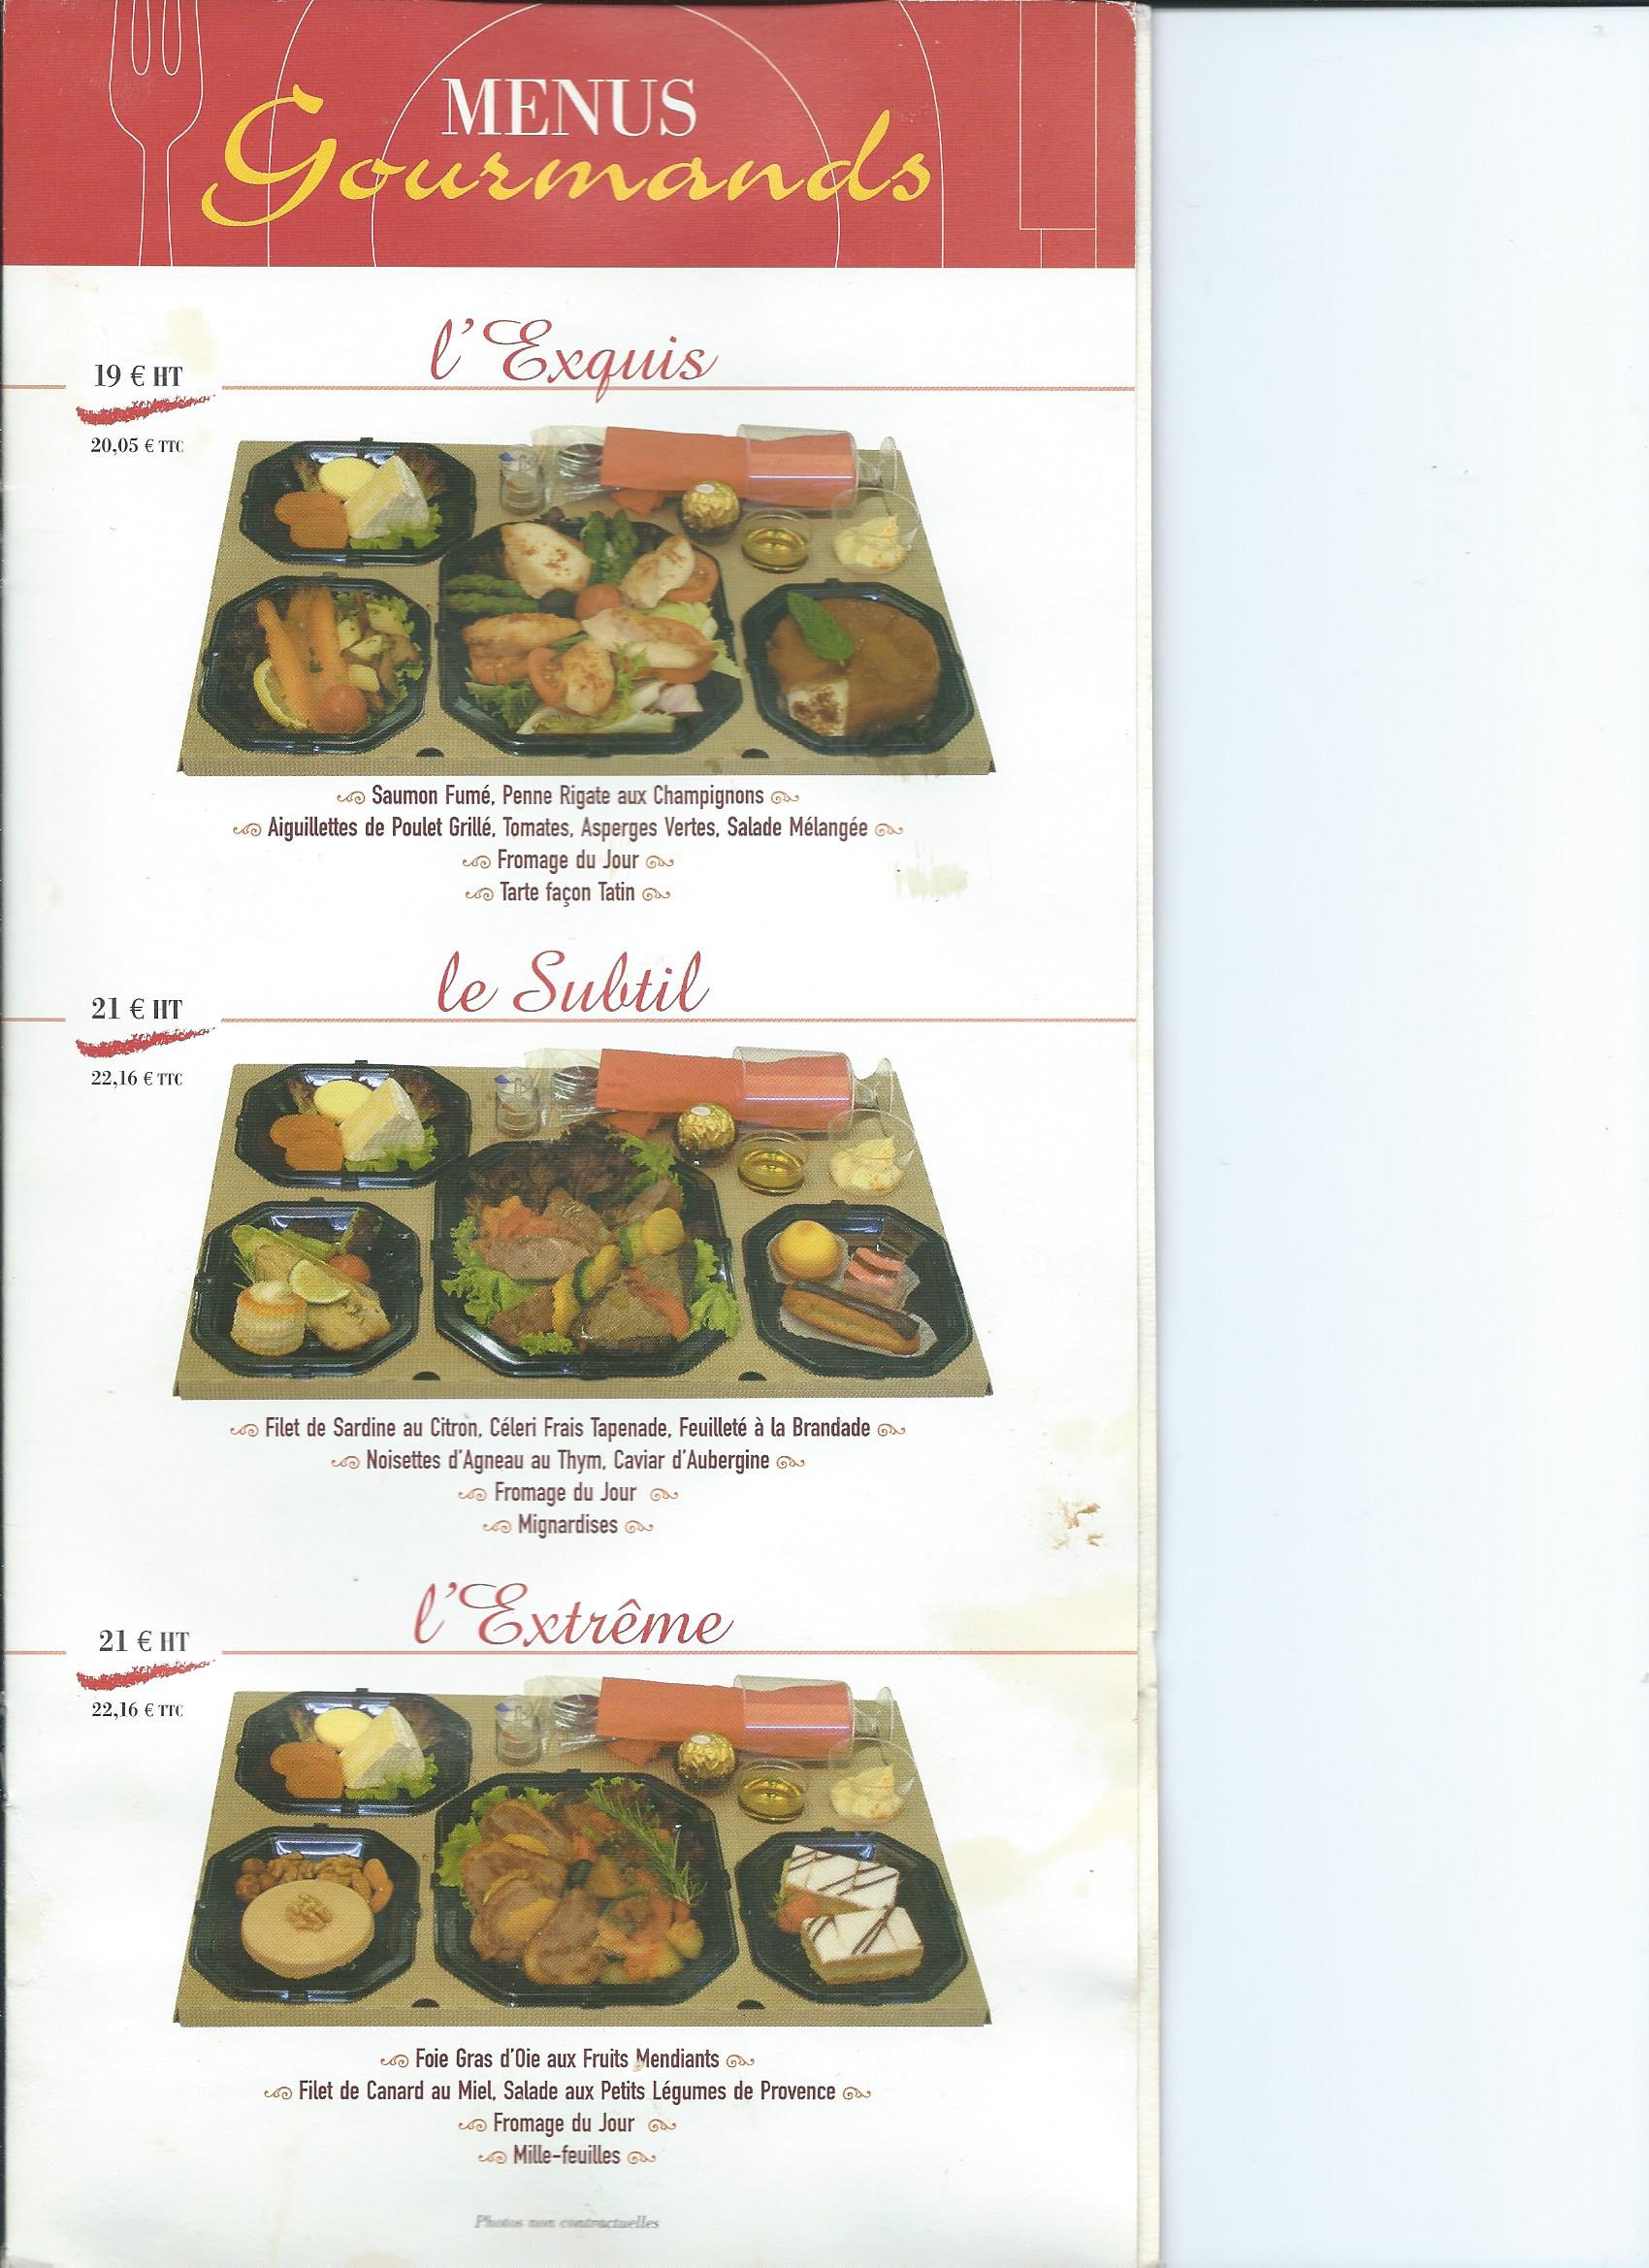 MENUS
Gourmands
l'Exquis
19 € HT
20,05 € TTC
Saumon Fumé, Penne Rigate aux Champignons
Aiguillettes de Poulet Grillé, Tomates, Asperges Vertes, Salade Mélangée
Fromage du Jour
Tarte façon Tatin
le Subtil
21 € HT
22,16 € TTC
Filet de Sardine au Citron, Céleri Frais Tapenade, Feuilleté à la Brandade
Noisettes d'Agneau au Thym, Caviar d'Aubergine
Fromage du Jour
Mignardises
l'Extrême
21 € HT
22,16 € TTC
Foie Gras d'Oie aux Fruits Mendiants
Filet de Canard au Miel, Salade aux Petits Légumes de Provence
Fromage du Jour
Mille-feuilles
Photos non contractuelles